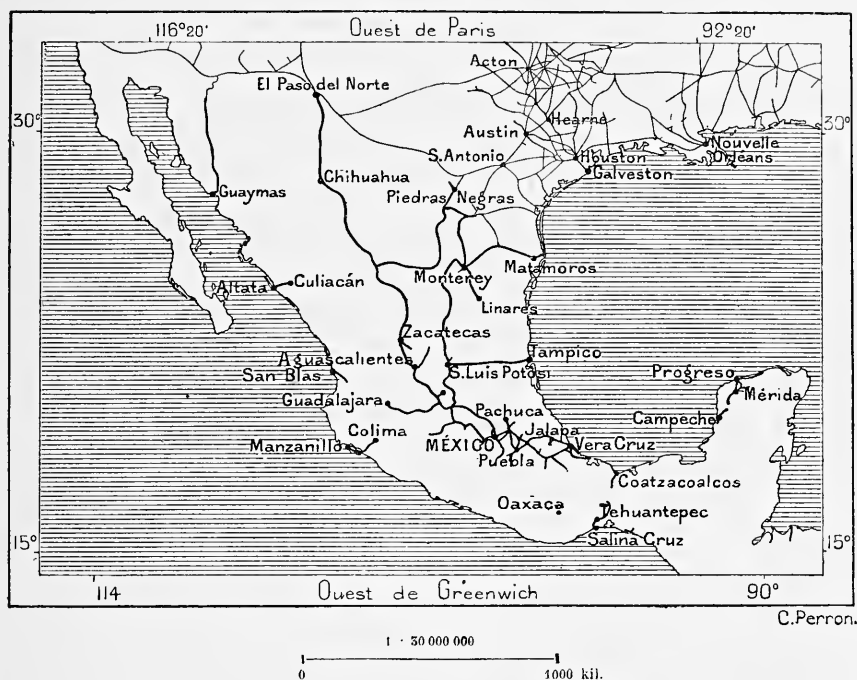 116°20' Ouest de Paris 92°20'
Acton
El Paso del Norte
30° Hearne 30°
Austin Nouvelle
Orléans
S. Antonio Houston
Galveston
Chihuahua
Guaymas Piedras Negras
Monterey Matamoros
Altata Culiacán
Linares
Zacatecas
Aguascalientes Tampico
San Blas S. Luis Potosi Progreso
Mérida
Guadalajara Pachuca
Campeche
Colima Jalapa
Manzanillo MÉXICO Vera Cruz
Puebla
Coatzacoalcos
Oaxaca Tehuantepec
15° Salina Cruz 15°
114 Ouest de Greenwich 90°
C. Perron.
1 : 30 000 000
0 1000 kil.